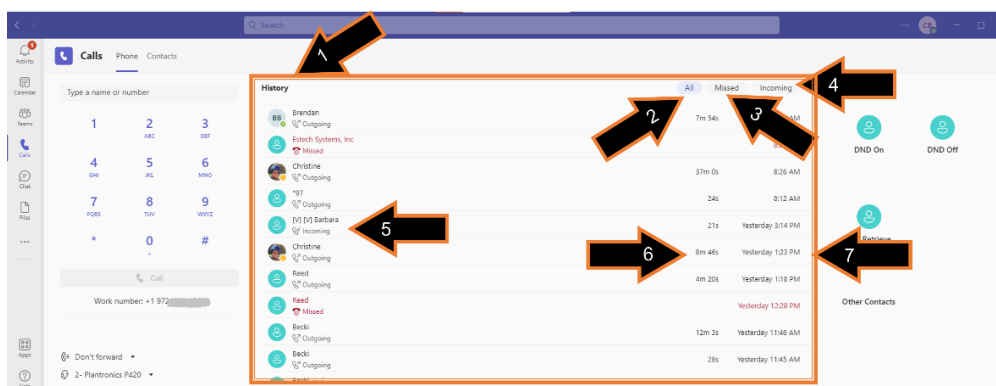 Search
CB
1
Activity
Calls Phone Contacts
Calendar
Teams
Calls
Chat
Files
Apps
Type a name or number
1 2 3
ABC DEF
4 5 6
GHI JKL MNO
7 8 9
PQRS TUV WXYZ
* 0 #
+
Call
Work number: +1 972
Don't forward
2- Plantronics P420
1
History
All Missed Incoming
2
3
4
BB Brendan
Outgoing
7m 54s
Estech Systems, Inc
Missed
Christine
Outgoing
37m 0s 8:26 AM
*97
Outgoing
24s 8:12 AM
[V] [V] Barbara
Incoming
5
21s Yesterday 3:14 PM
Christine
Outgoing
6
8m 46s Yesterday 1:23 PM
7
Reed
Outgoing
4m 20s Yesterday 1:18 PM
Reed
Missed
Yesterday 12:28 PM
Becki
Outgoing
12m 3s Yesterday 11:46 AM
Becki
Outgoing
28s Yesterday 11:45 AM
DND On DND Off
Retrieve
Other Contacts